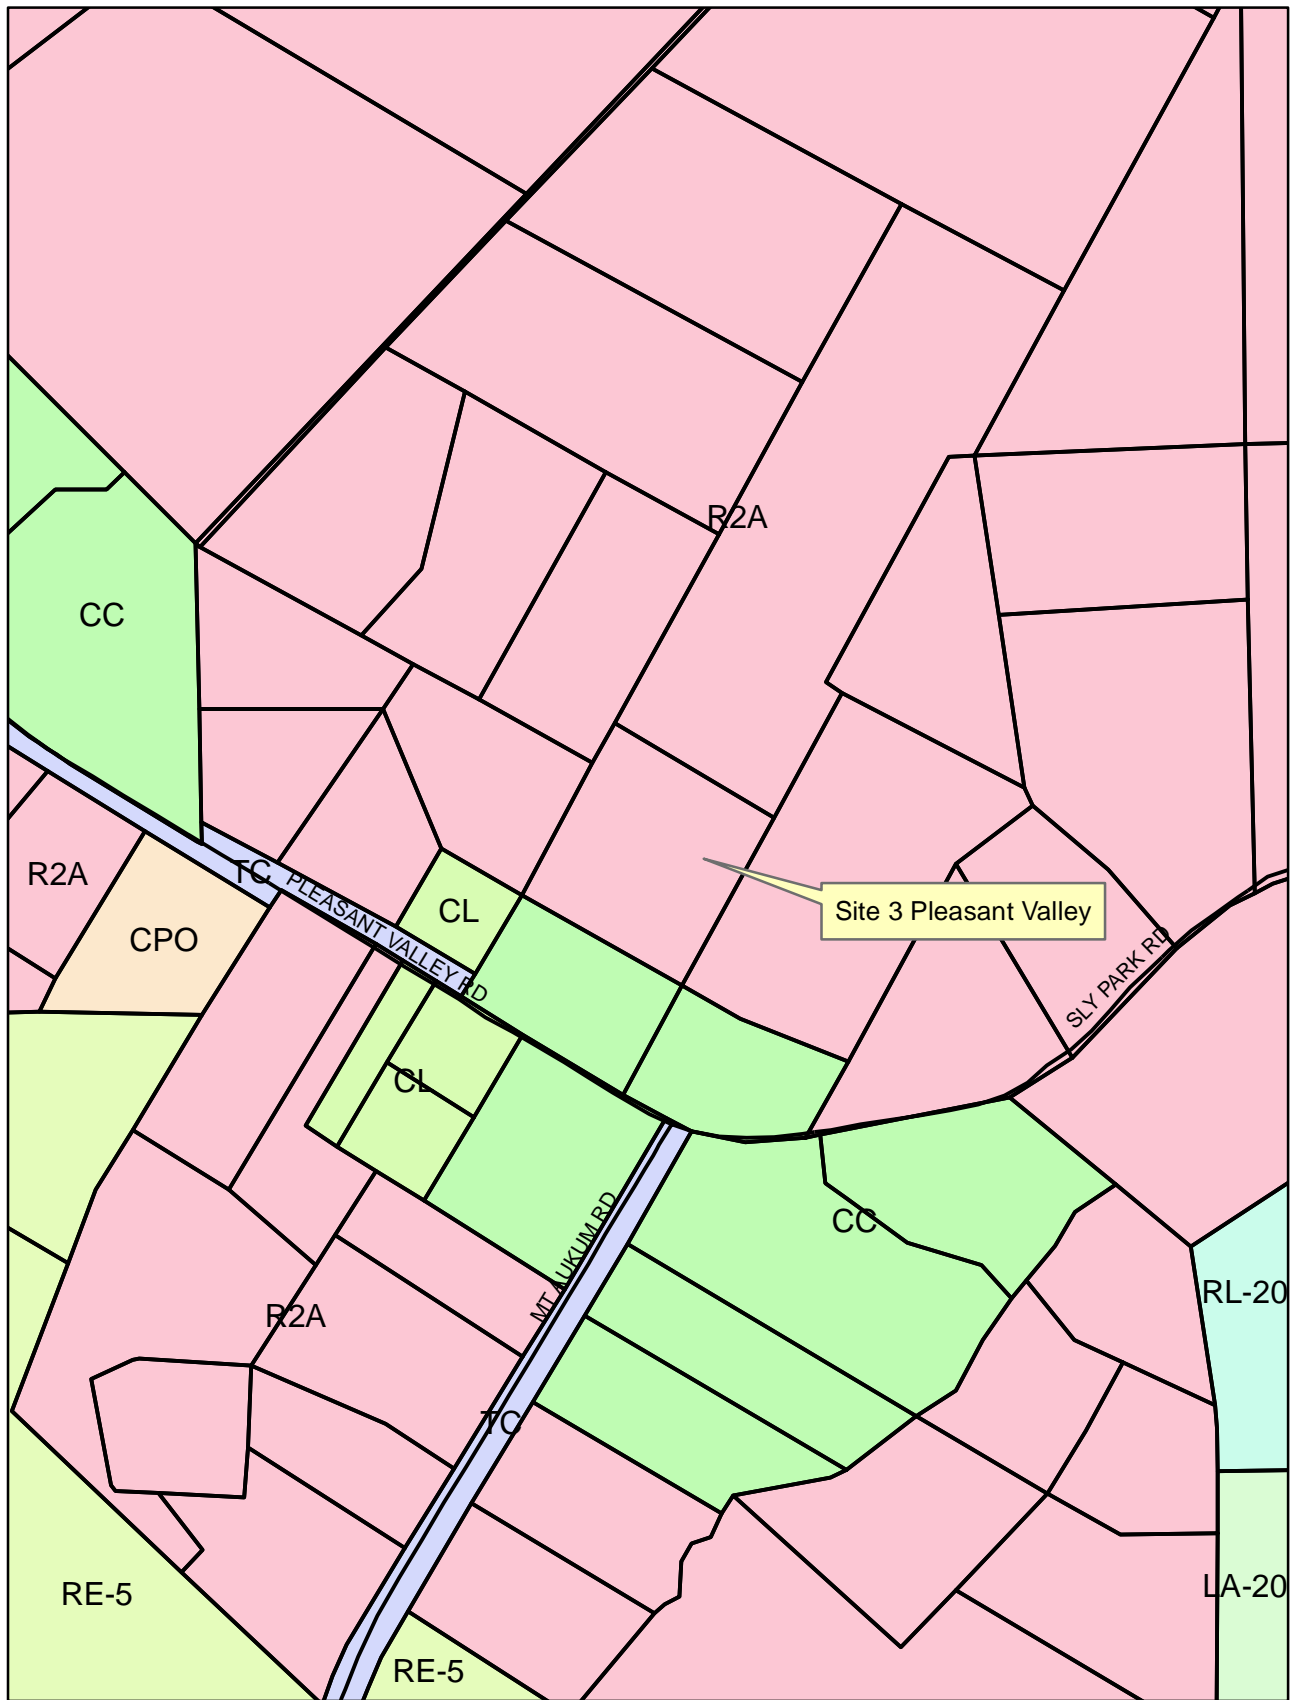 R2A
CC
R2A
TC
PLEASANT VALLEY RD
CL
Site 3 Pleasant Valley
CPO
SLY PARK RD
CL
CC
MT AUKUM RD
RL-20
R2A
TC
LA-20
RE-5
RE-5